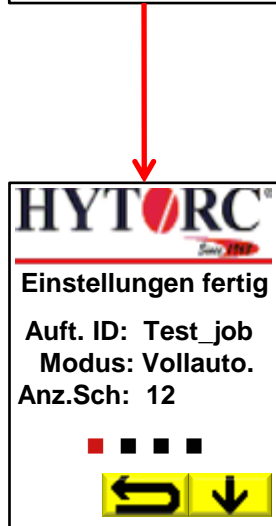 HYTORC®
Since 1968
Einstellungen fertig
Auft. ID: Test_job
Modus: Vollauto.
Anz.Sch: 12